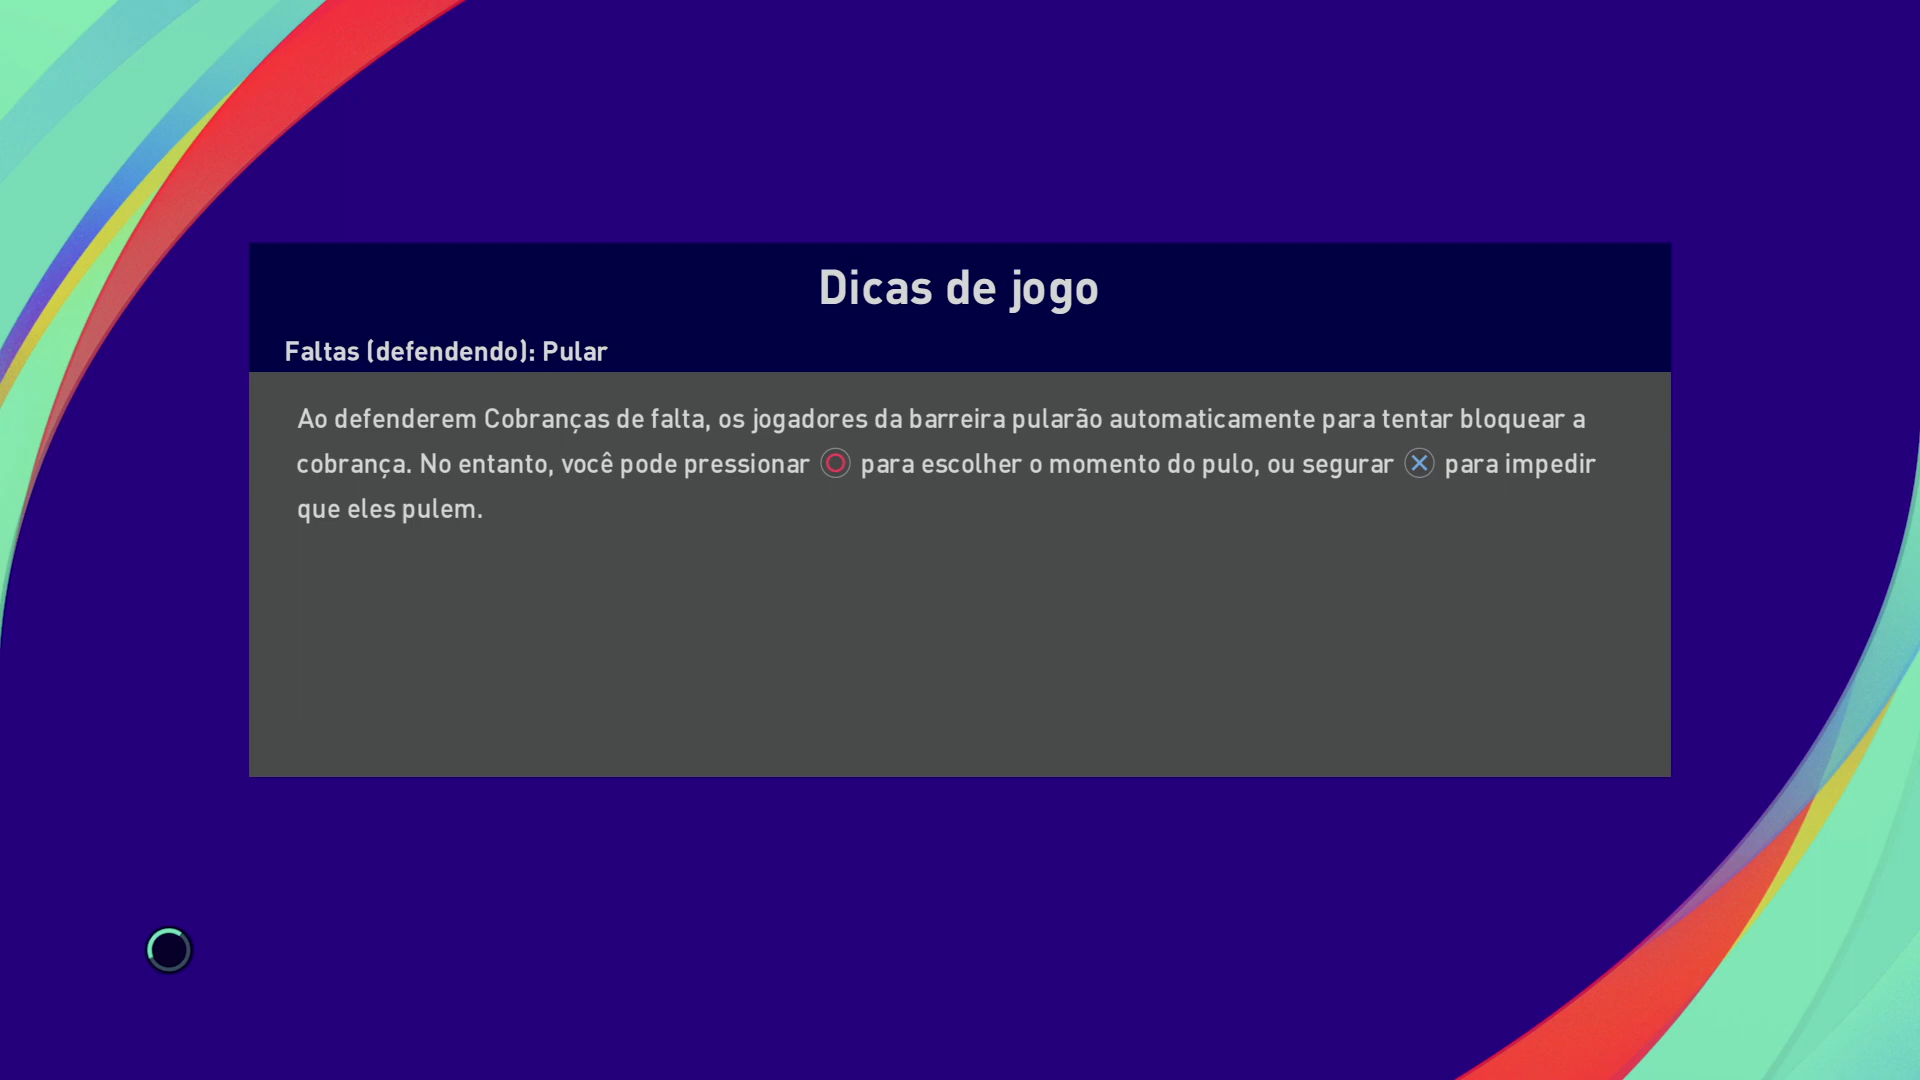 Dicas de jogo
Faltas (defendendo): Pular
Ao defenderem Cobranças de falta, os jogadores da barreira pularão automaticamente para tentar bloquear a
cobrança. No entanto, você pode pressionar ○ para escolher o momento do pulo, ou segurar ✕ para impedir
que eles pulem.